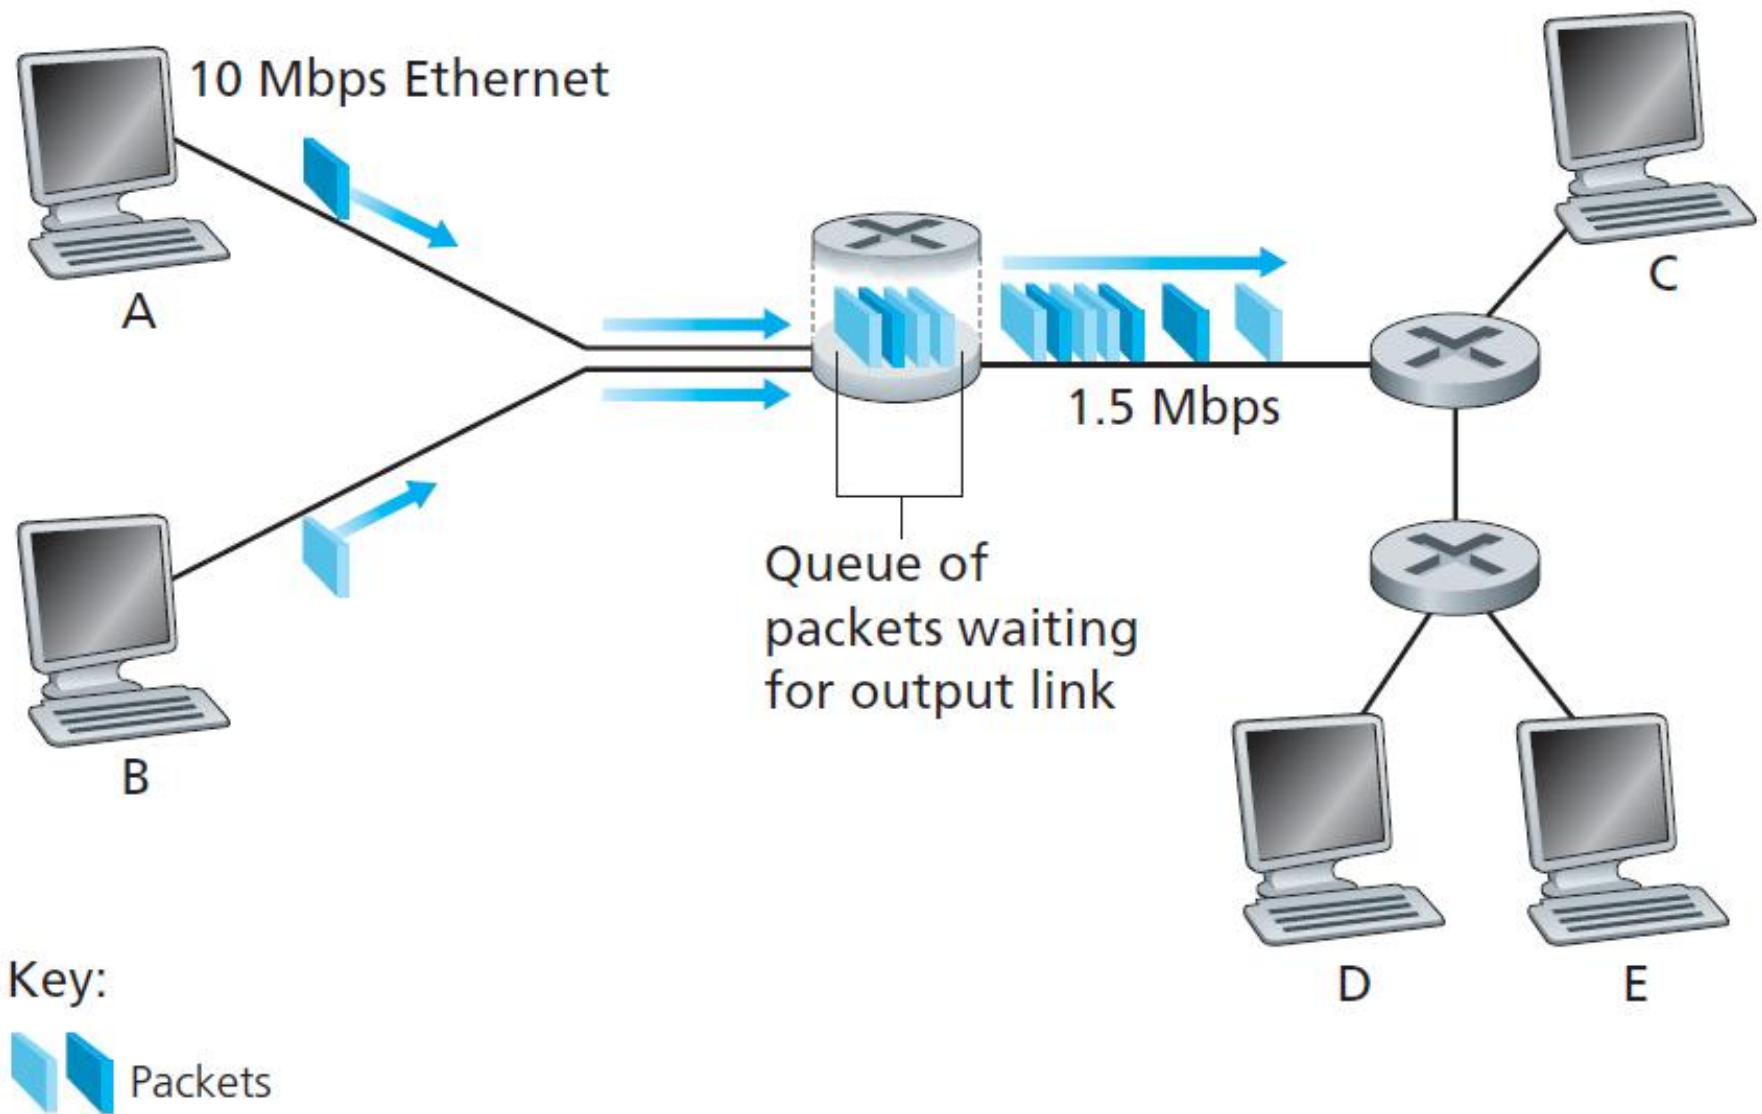 10 Mbps Ethernet
A
C
1.5 Mbps
Queue of
packets waiting
for output link
B
D
E
Key:
Packets